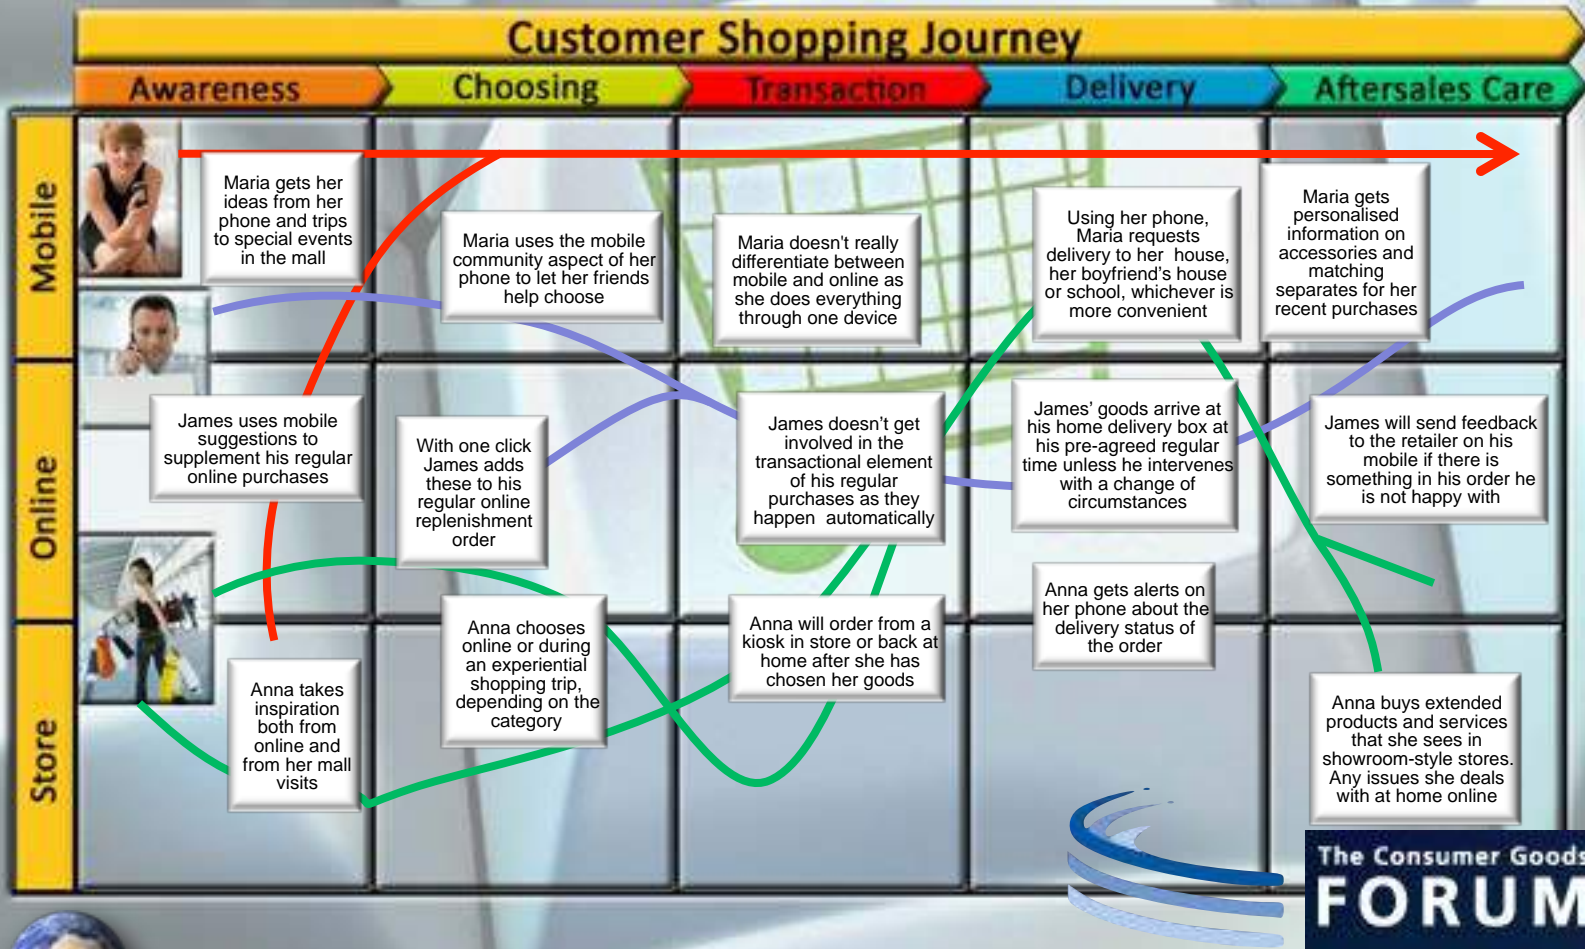 Customer Shopping Journey
Awareness
Choosing
Transaction
Delivery
Aftersales Care
Mobile
Maria gets her
ideas from her
phone and trips
to special events
in the mall
Maria uses the mobile
community aspect of her
phone to let her friends
help choose
Maria doesn't really
differentiate between
mobile and online as
she does everything
through one device
Using her phone,
Maria requests
delivery to her house,
her boyfriend's house
or school, whichever is
more convenient
Maria gets
personalised
information on
accessories and
matching
separates for her
recent purchases
Online
James uses mobile
suggestions to
supplement his regular
online purchases
With one click
James adds
these to his
regular online
replenishment
order
James doesn't get
involved in the
transactional element
of his regular
purchases as they
happen automatically
James' goods arrive at
his home delivery box at
his pre-agreed regular
time unless he intervenes
with a change of
circumstances
James will send feedback
to the retailer on his
mobile if there is
something in his order he
is not happy with
Store
Anna takes
inspiration
both from
online and
from her mall
visits
Anna chooses
online or during
an experiential
shopping trip,
depending on the
category
Anna will order from a
kiosk in store or back at
home after she has
chosen her goods
Anna gets alerts on
her phone about the
delivery status of
the order
Anna buys extended
products and services
that she sees in
showroom-style stores.
Any issues she deals
with at home online
The Consumer Goods
FORUM